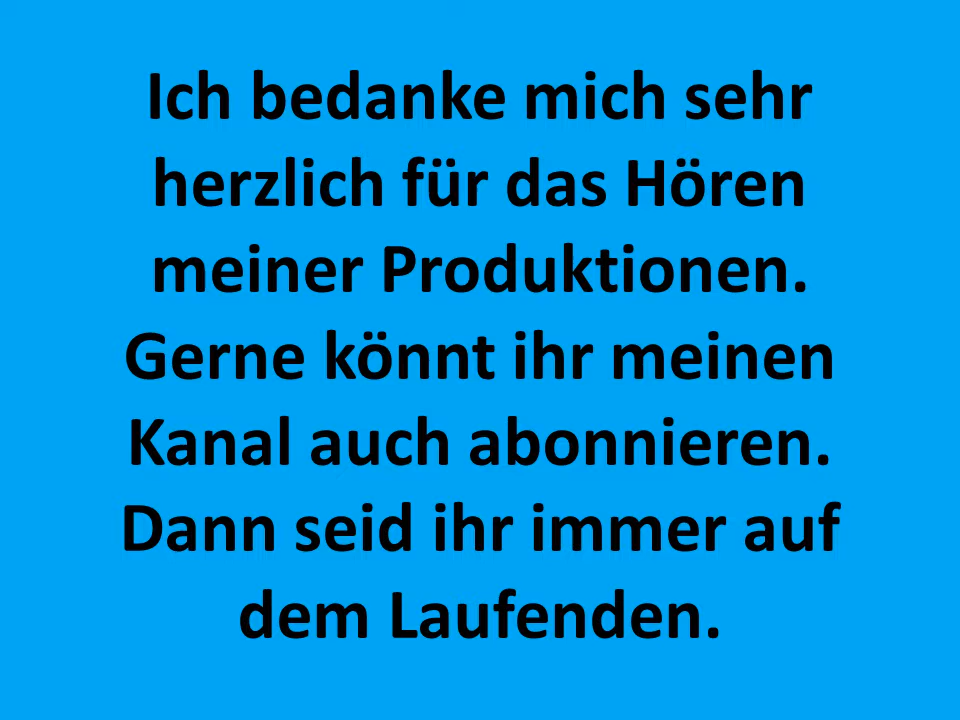 Ich bedanke mich sehr
herzlich für das Hören
meiner Produktionen.
Gerne könnt ihr meinen
Kanal auch abonnieren.
Dann seid ihr immer auf
dem Laufenden.